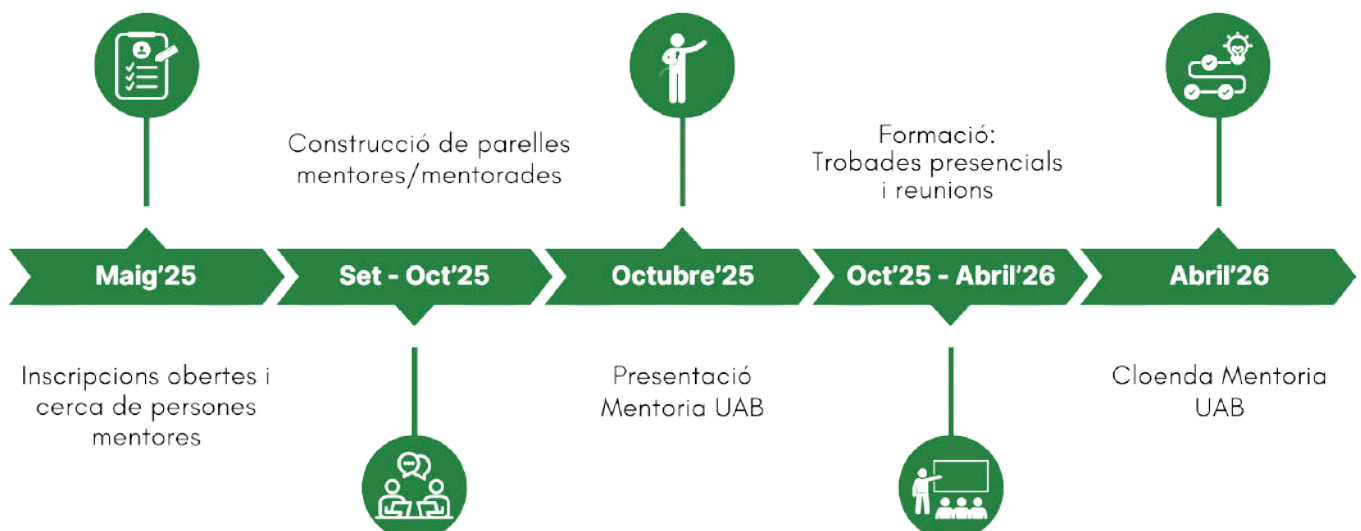 Construcció de parelles
mentores/mentorades
Formació:
Trobades presencials
i reunions
Maig'25
Set - Oct'25
Octubre'25
Oct'25 - Abril'26
Abril'26
Inscripcions obertes i
cerca de persones
mentores
Presentació
Mentoria UAB
Cloenda Mentoria
UAB